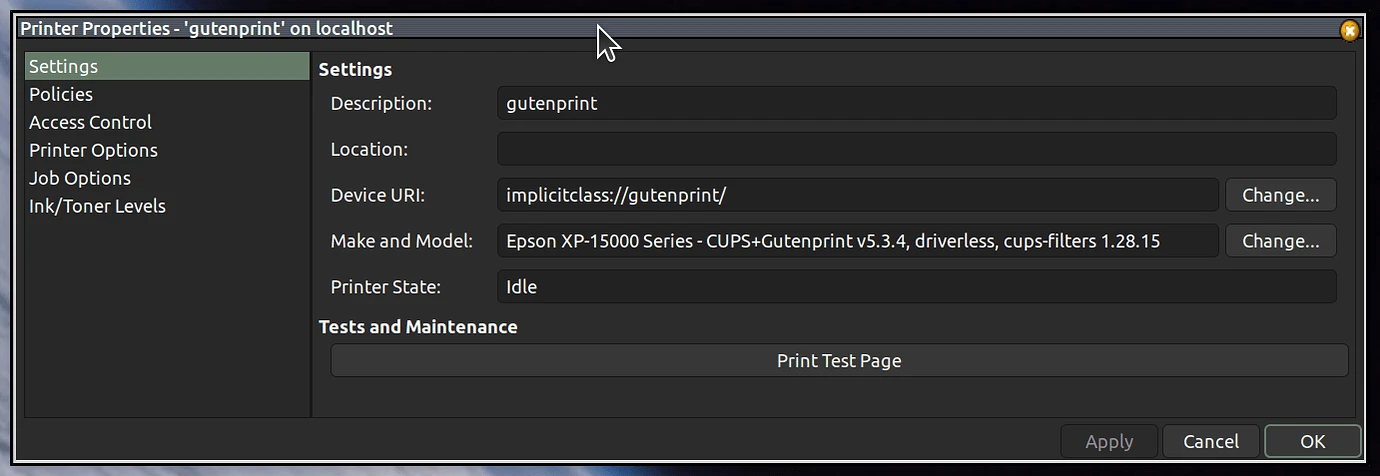 Printer Properties - 'gutenprint' on localhost
Settings
Policies
Access Control
Printer Options
Job Options
Ink/Toner Levels
Settings
Description: gutenprint
Location:
Device URI: implicitclass://gutenprint/ Change...
Make and Model: Epson XP-15000 Series - CUPS+Gutenprint v5.3.4, driverless, cups-filters 1.28.15 Change...
Printer State: Idle
Tests and Maintenance
Print Test Page
Apply Cancel OK